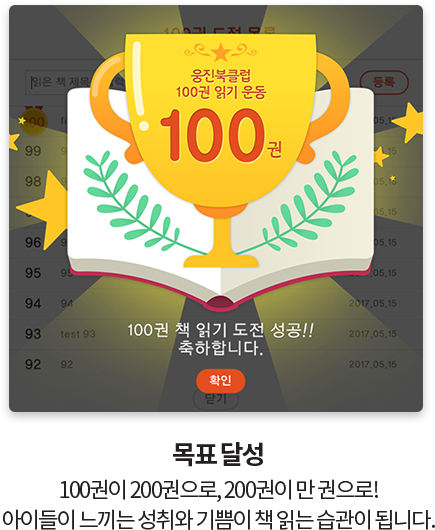 100권 도전 목록
읽은 책 제목
등록
웅진북클럽
100권 읽기 운동
100권
100
05.15
99
05.15
98
05.15
96
05.15
95
95
05.15
94
94
2017.05.15
93
test 93
2017.05.15
92
92
2017.05.15
100권 책 읽기 도전 성공!!
축하합니다.
확인
닫기
목표 달성
100권이 200권으로, 200권이 만 권으로!
아이들이 느끼는 성취와 기쁨이 책 읽는 습관이 됩니다.